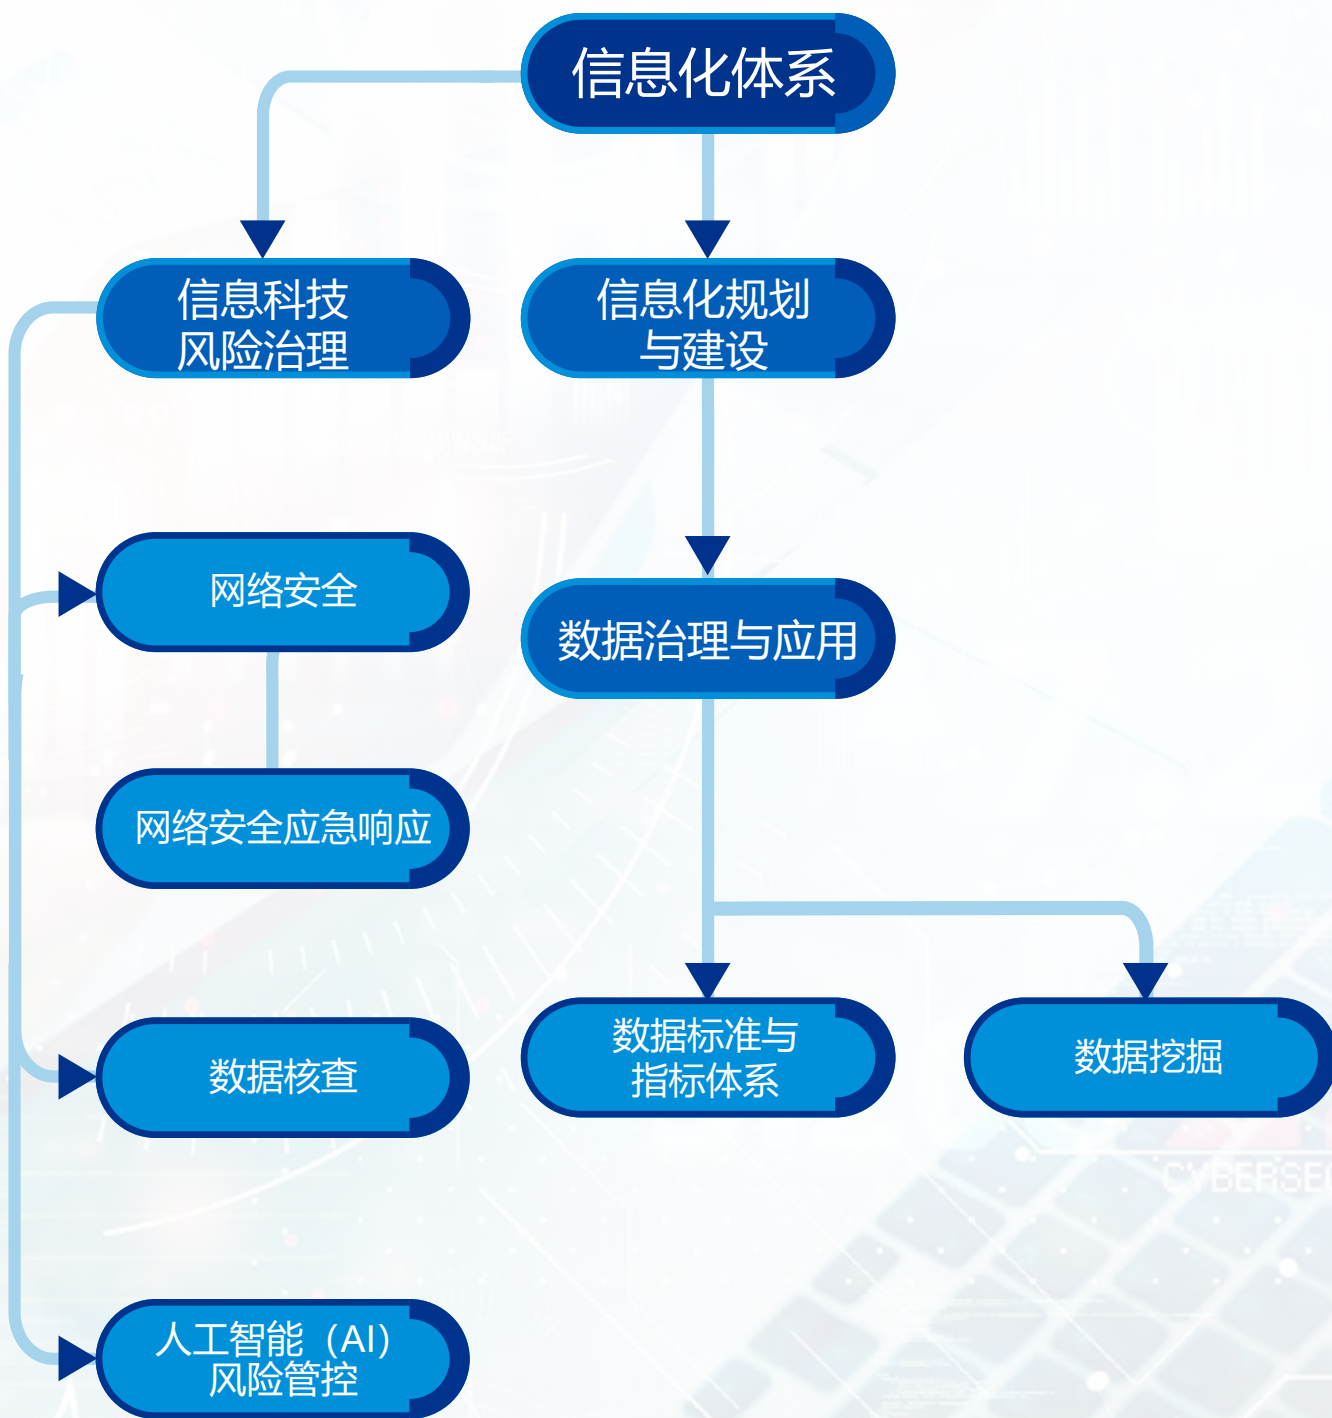 信息化体系
信息科技
风险治理
信息化规划
与建设
网络安全
数据治理与应用
网络安全应急响应
数据核查
数据标准与
指标体系
数据挖掘
CYBERSEC
人工智能（AI）
风险管控